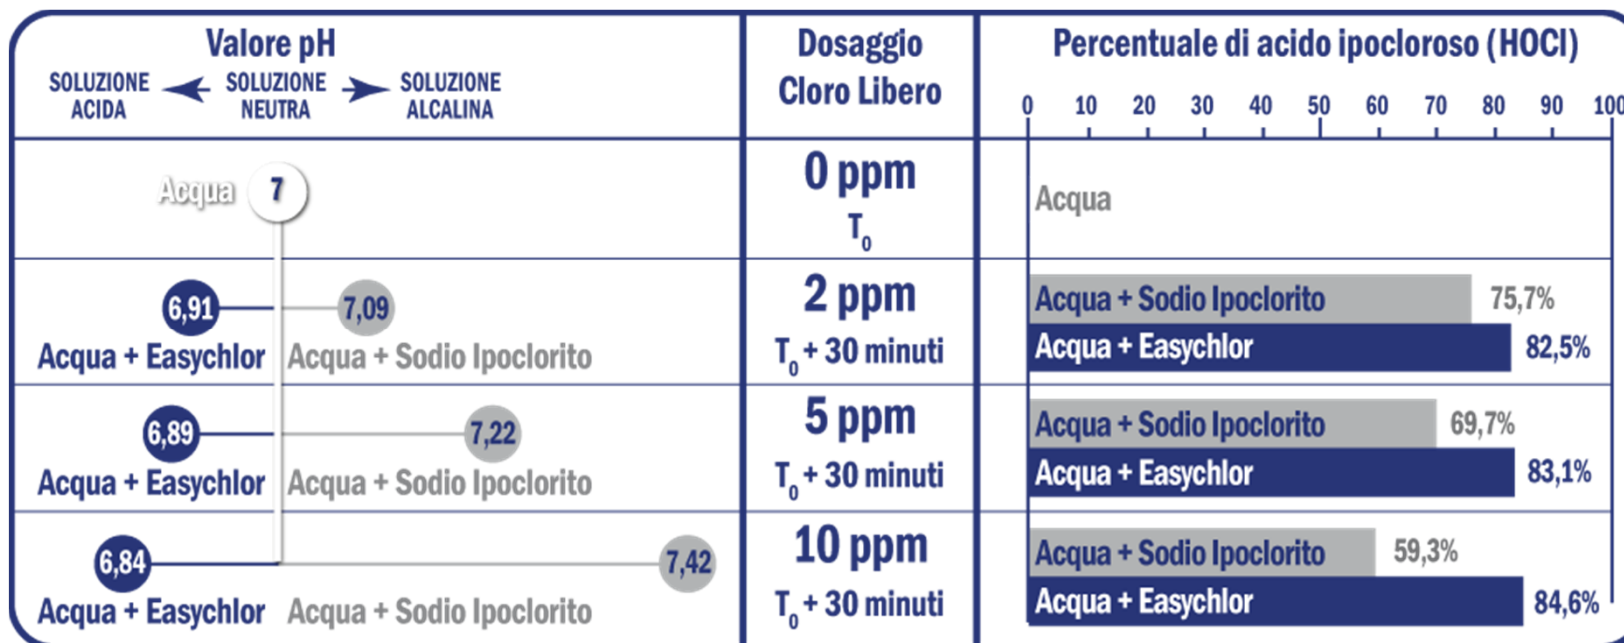 Valore pH
SOLUZIONE ACIDA
SOLUZIONE NEUTRA
SOLUZIONE ALCALINA
Dosaggio
Cloro Libero
Percentuale di acido ipocloroso (HOCl)
0 10 20 30 40 50 60 70 80 90 100
Acqua 7
0 ppm
T0
Acqua
6,91 7,09
Acqua + Easychlor Acqua + Sodio Ipoclorito
2 ppm
T0 + 30 minuti
Acqua + Sodio Ipoclorito 75,7%
Acqua + Easychlor 82,5%
6,89 7,22
Acqua + Easychlor Acqua + Sodio Ipoclorito
5 ppm
T0 + 30 minuti
Acqua + Sodio Ipoclorito 69,7%
Acqua + Easychlor 83,1%
6,84 7,42
Acqua + Easychlor Acqua + Sodio Ipoclorito
10 ppm
T0 + 30 minuti
Acqua + Sodio Ipoclorito 59,3%
Acqua + Easychlor 84,6%